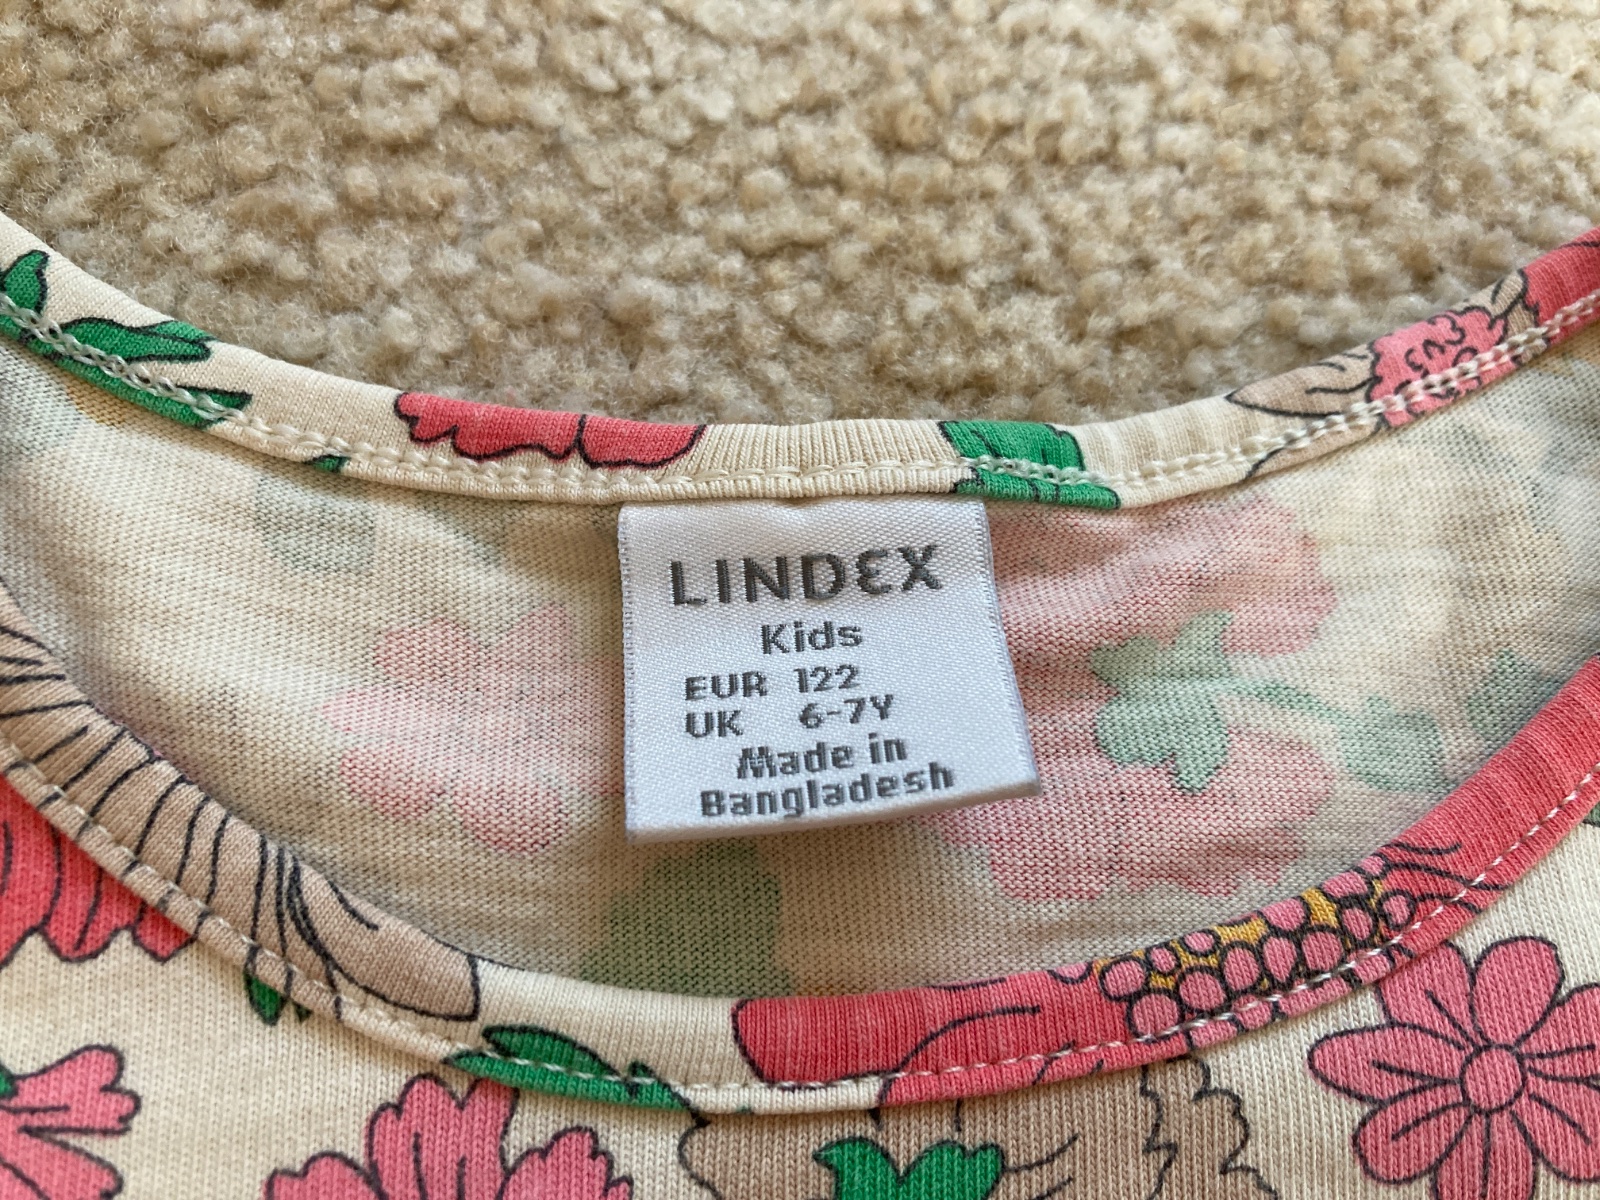 LINDEX
Kids
EUR 122
UK 6-7Y
Made in
Bangladesh